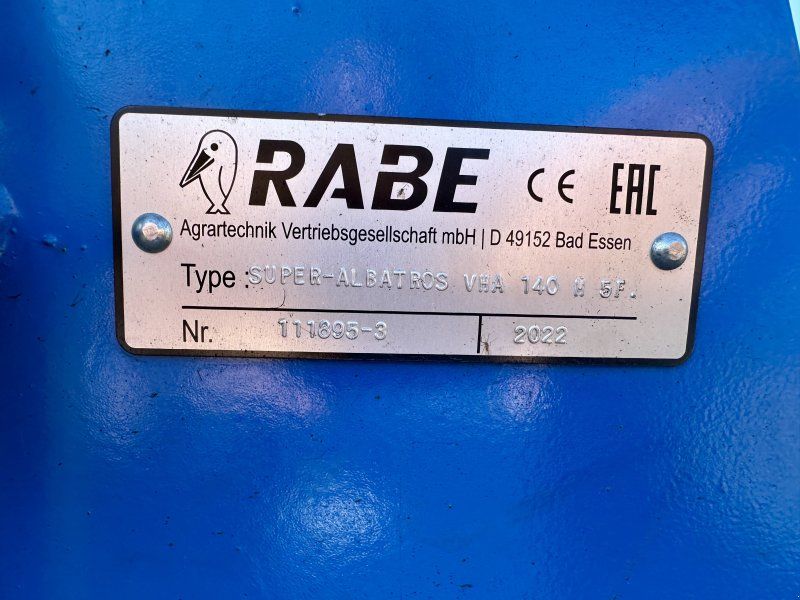 RABE CE EAC
Agrartechnik Vertriebsgesellschaft mbH | D 49152 Bad Essen
Type : SUPER-ALBATROS VHA 140 M 5F.
Nr. 111895-3 2022